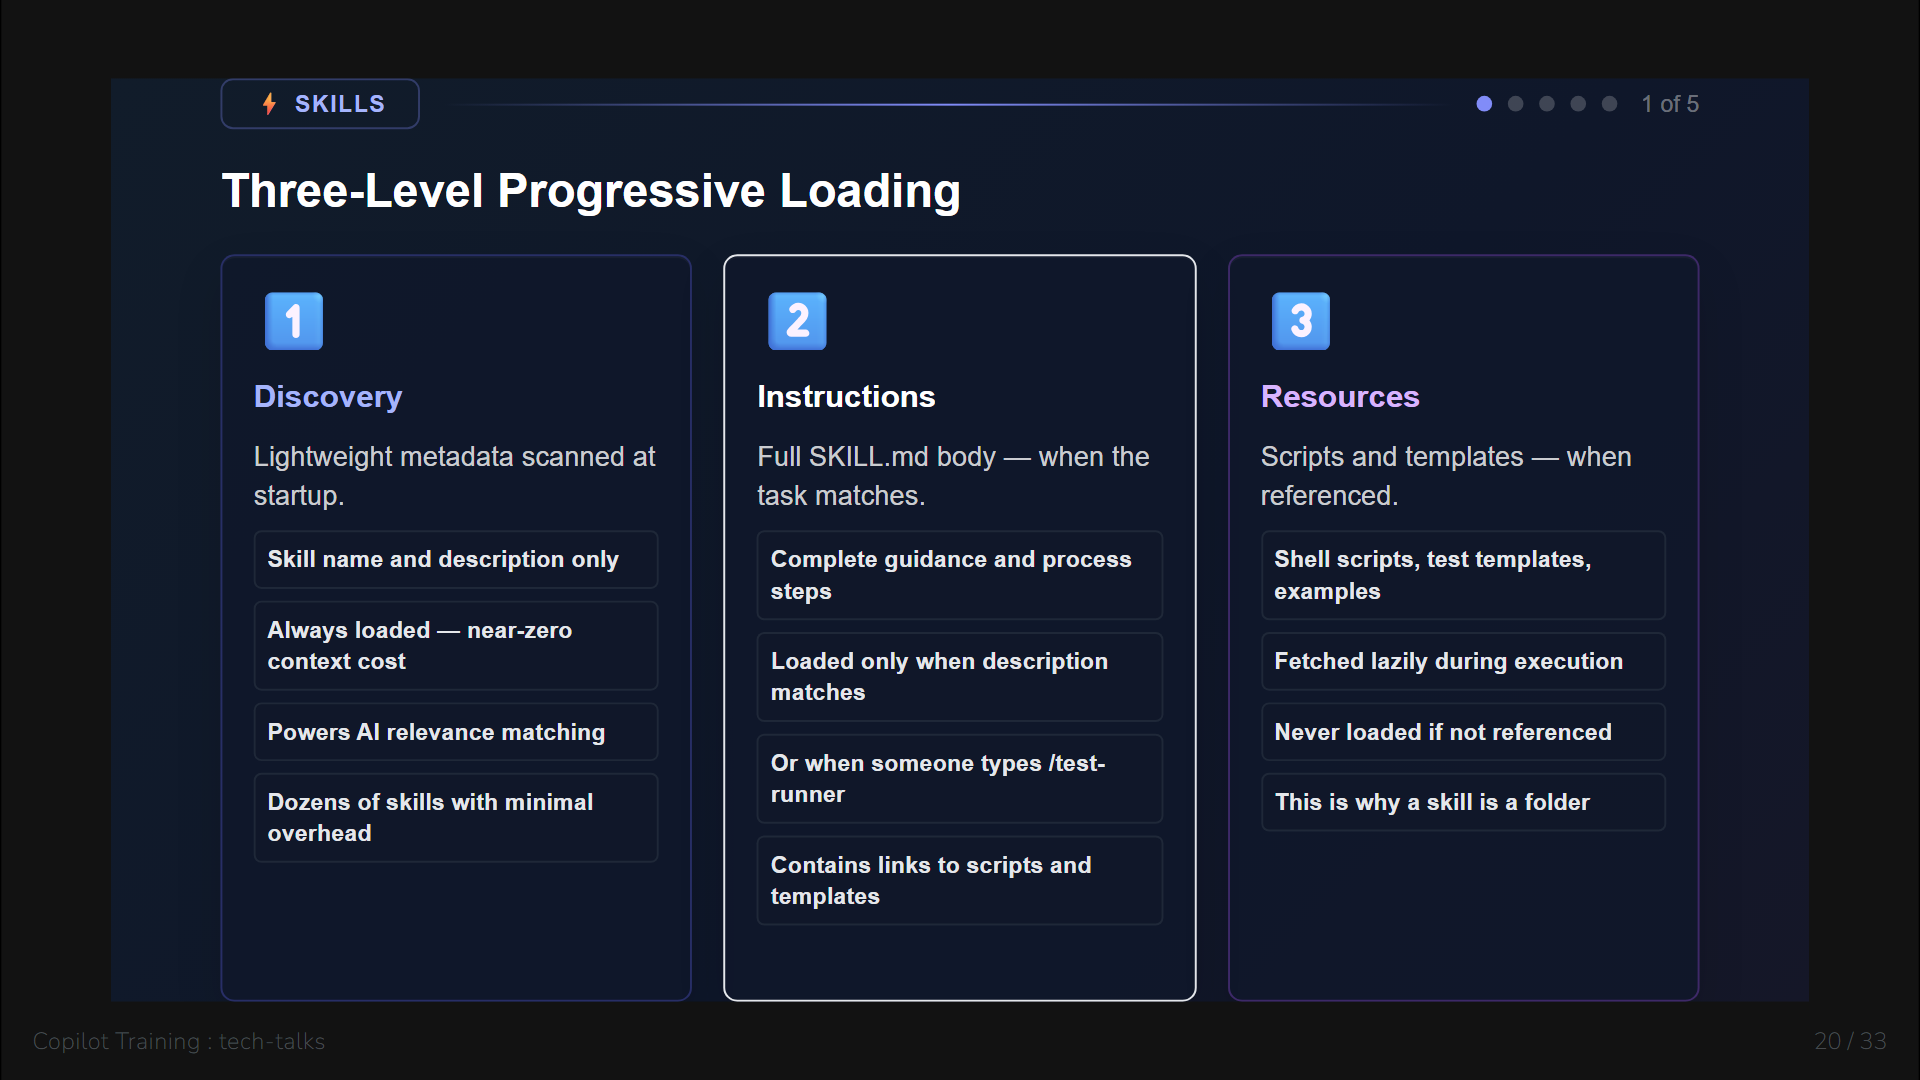 ⚡ SKILLS
1 of 5
Three-Level Progressive Loading
1
Discovery
Lightweight metadata scanned at
startup.
Skill name and description only
Always loaded — near-zero
context cost
Powers AI relevance matching
Dozens of skills with minimal
overhead
2
Instructions
Full SKILL.md body — when the
task matches.
Complete guidance and process
steps
Loaded only when description
matches
Or when someone types /test-
runner
Contains links to scripts and
templates
3
Resources
Scripts and templates — when
referenced.
Shell scripts, test templates,
examples
Fetched lazily during execution
Never loaded if not referenced
This is why a skill is a folder
Copilot Training : tech-talks
20 / 33